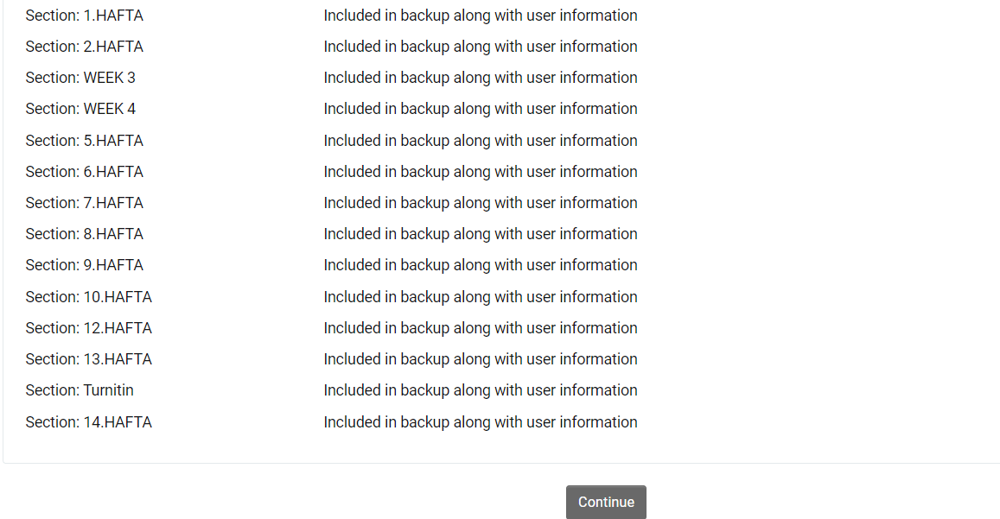 Section: 1.HAFTA Included in backup along with user information
Section: 2.HAFTA Included in backup along with user information
Section: WEEK 3 Included in backup along with user information
Section: WEEK 4 Included in backup along with user information
Section: 5.HAFTA Included in backup along with user information
Section: 6.HAFTA Included in backup along with user information
Section: 7.HAFTA Included in backup along with user information
Section: 8.HAFTA Included in backup along with user information
Section: 9.HAFTA Included in backup along with user information
Section: 10.HAFTA Included in backup along with user information
Section: 12.HAFTA Included in backup along with user information
Section: 13.HAFTA Included in backup along with user information
Section: Turnitin Included in backup along with user information
Section: 14.HAFTA Included in backup along with user information
Continue